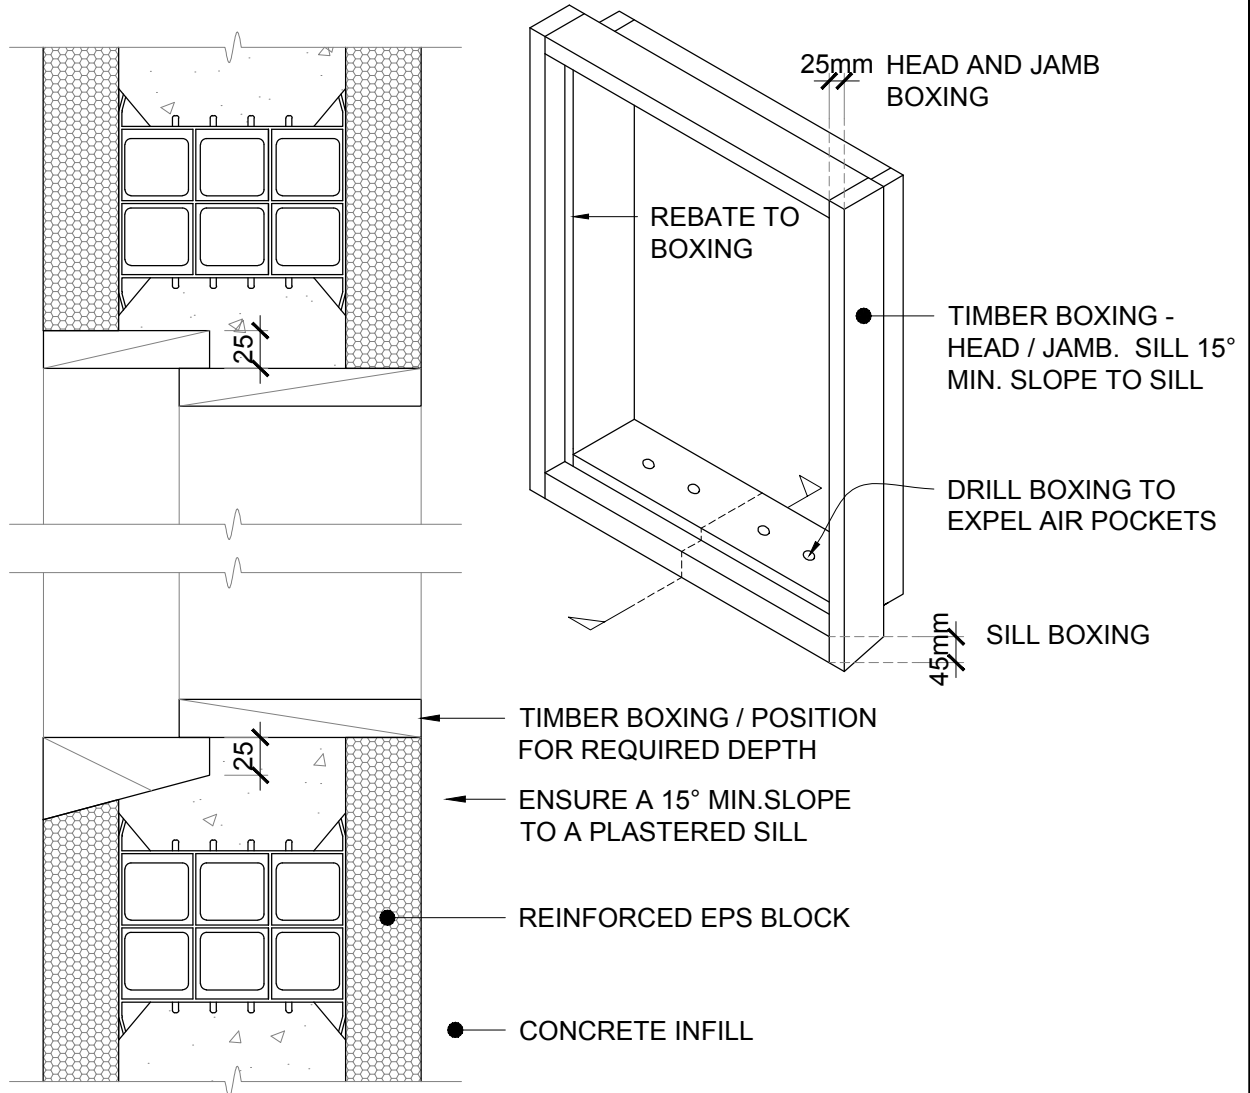 25mm HEAD AND JAMB
BOXING
REBATE TO
BOXING
TIMBER BOXING -
HEAD / JAMB. SILL 15°
MIN. SLOPE TO SILL
25
DRILL BOXING TO
EXPEL AIR POCKETS
45mm SILL BOXING
TIMBER BOXING / POSITION
FOR REQUIRED DEPTH
25
ENSURE A 15° MIN.SLOPE
TO A PLASTERED SILL
REINFORCED EPS BLOCK
CONCRETE INFILL